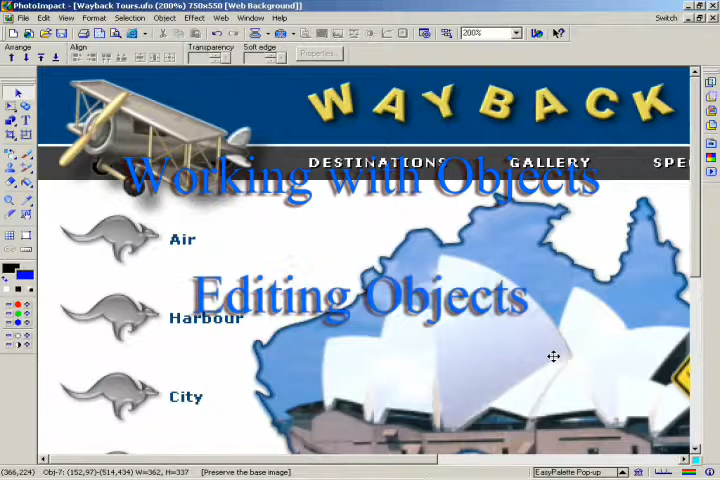 PhotoImpact - [Wayback Tours.ufo (200%) 750x550 [Web Background]]
File Edit View Format Selection Object Effect Web Window Help Switch
200%
Arrange Align Transparency Soft edge Properties...
WAYBACK
DESTINATIONS GALLERY SPE
Working with Objects
Air
Editing Objects
Harbour
City
(366,224) Obj-7: (152,97)-(514,434) W=362, H=337 [Preserve the base image] EasyPalette Pop-up